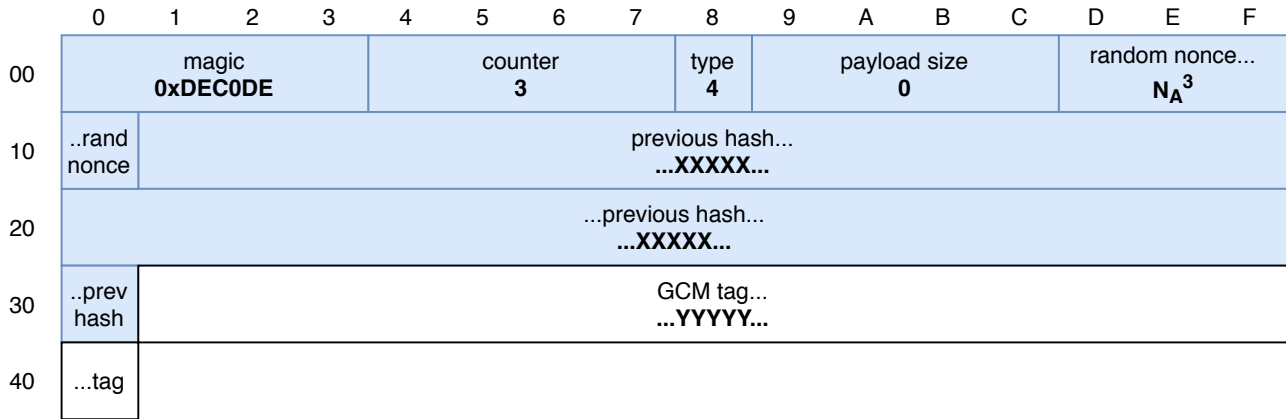 0 1 2 3 4 5 6 7 8 9 A B C D E F
00 magic counter type payload size random nonce...
0xDEC0DE 3 4 0 N_A^3
10 ..rand previous hash...
nonce ...XXXXX...
20 ...previous hash...
...XXXXX...
30 ..prev GCM tag...
hash ...YYYYY...
40 ...tag